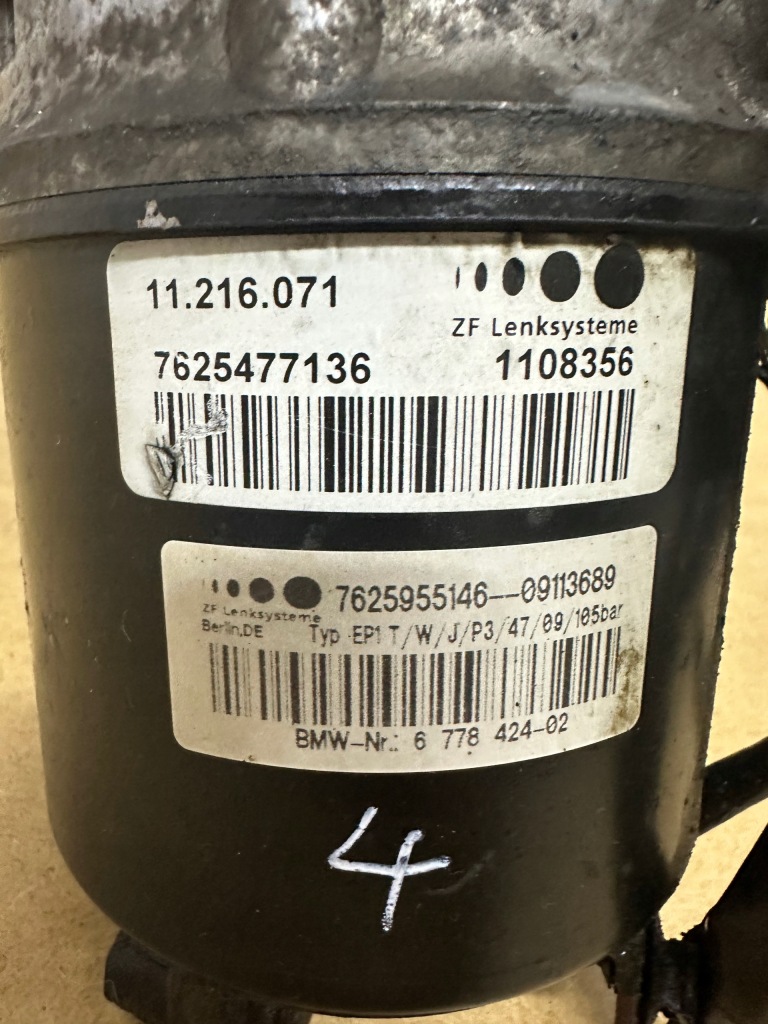 11.216.071
ZF Lenksysteme
7625477136 1108356
7625955146--09113689
ZF Lenksysteme
Berlin,DE Typ EP1 T/W/J/P3/47/09/105bar
BMW-Nr.: 6 778 424-02
4